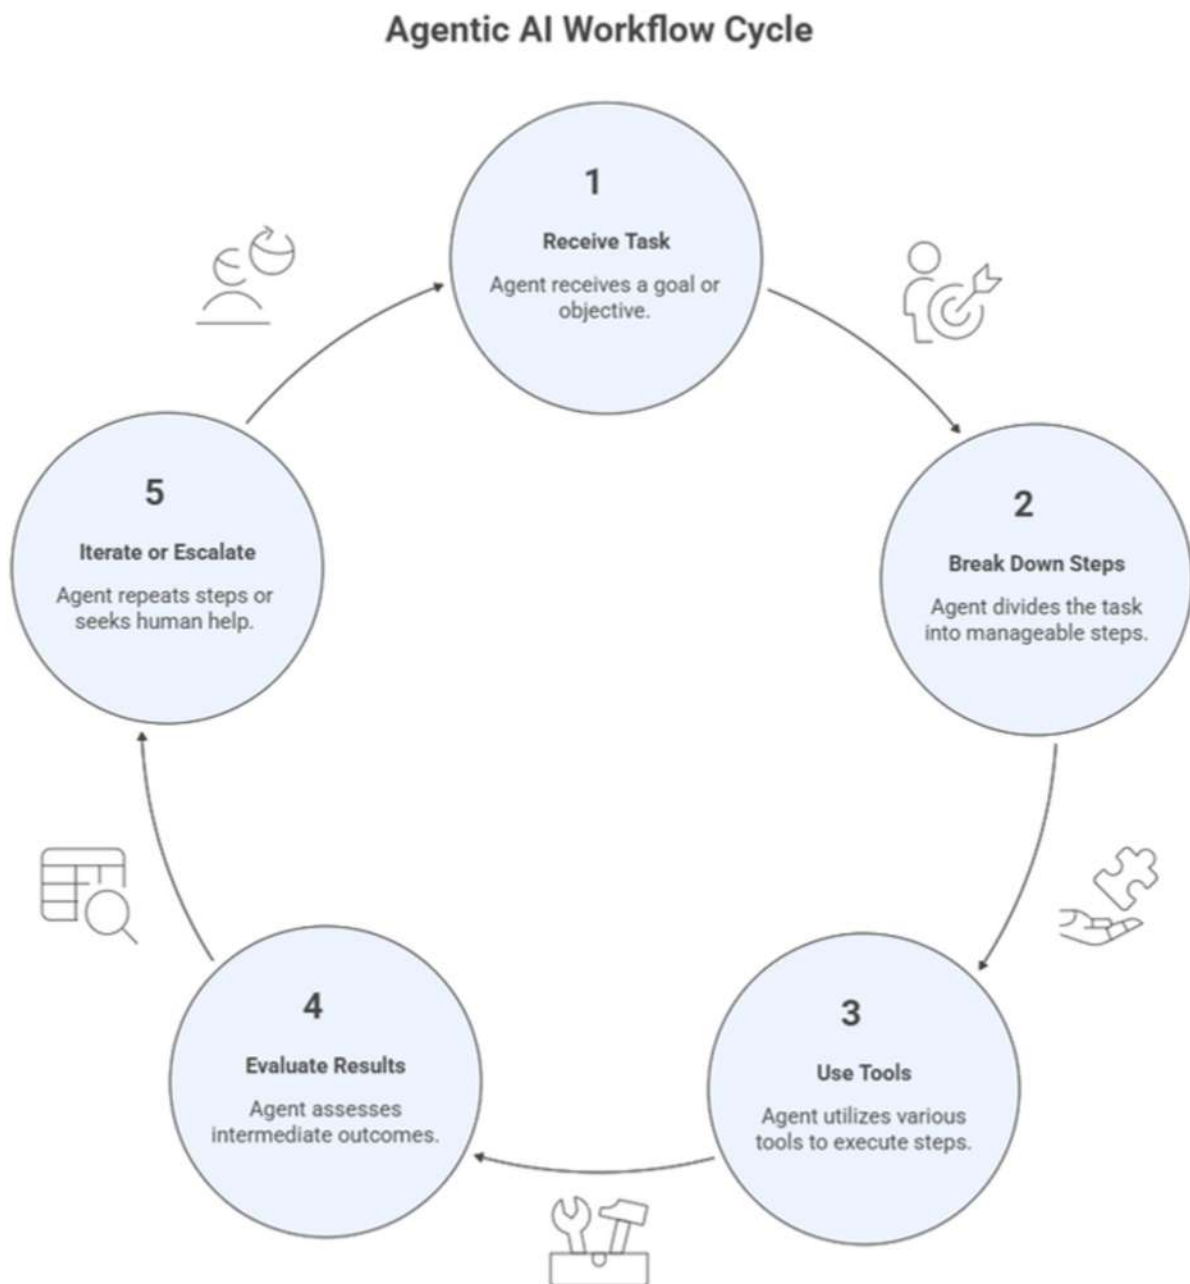 Agentic AI Workflow Cycle
1
Receive Task
Agent receives a goal or
objective.
2
Break Down Steps
Agent divides the task
into manageable steps.
3
Use Tools
Agent utilizes various
tools to execute steps.
4
Evaluate Results
Agent assesses
intermediate outcomes.
5
Iterate or Escalate
Agent repeats steps or
seeks human help.